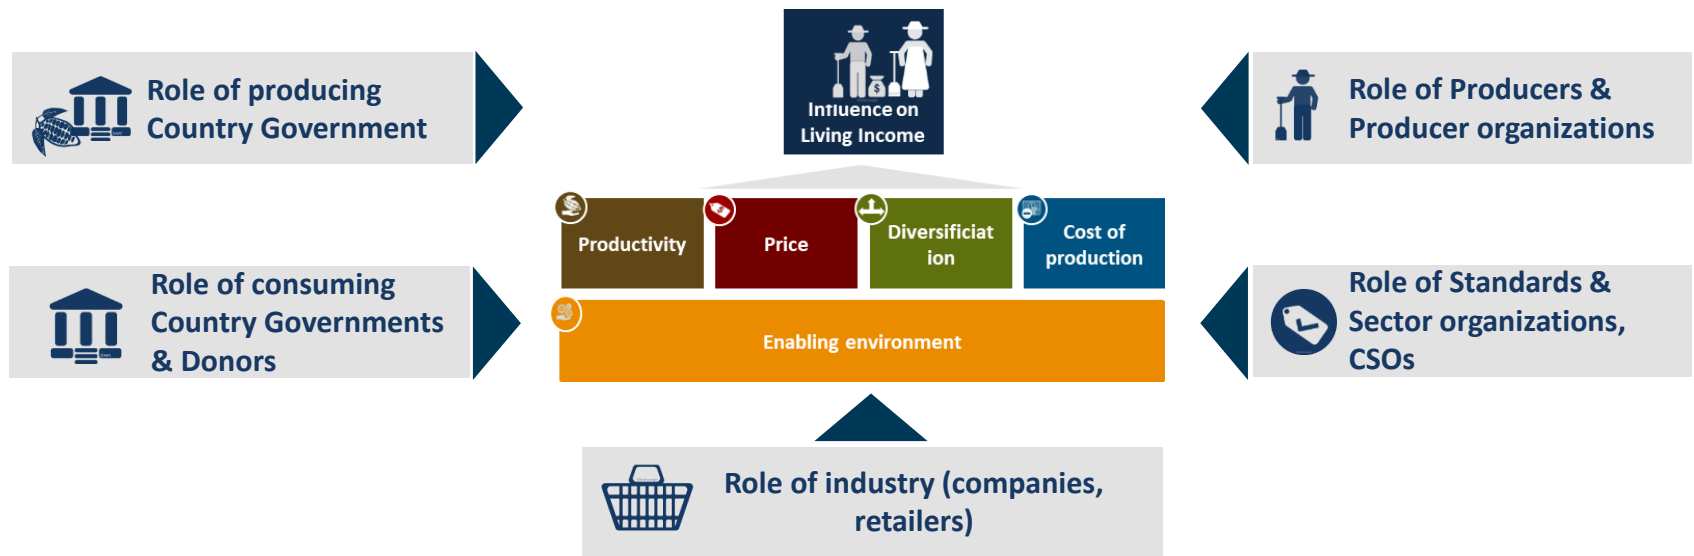 Role of producing
Country Government
Influence on
Living Income
Role of Producers &
Producer organizations
Productivity
Price
Diversificiat
ion
Cost of
production
Role of consuming
Country Governments
& Donors
Enabling environment
Role of Standards &
Sector organizations,
CSOs
Role of industry (companies,
retailers)